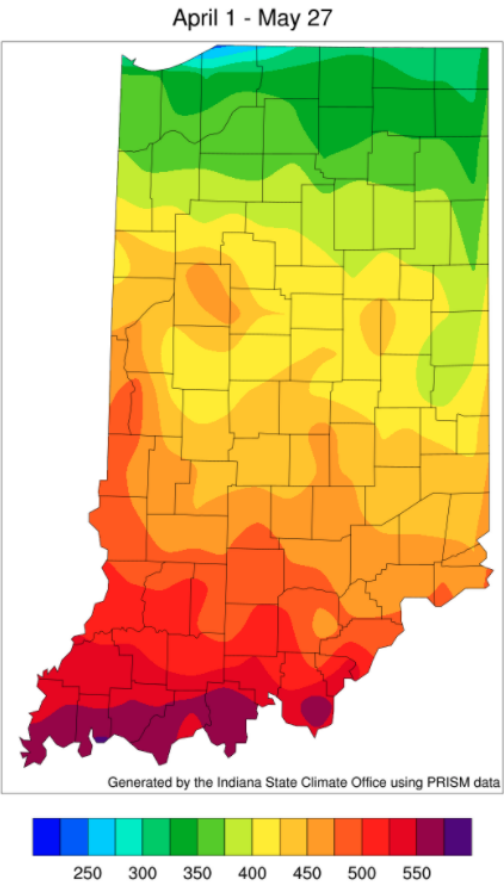 April 1 - May 27
Generated by the Indiana State Climate Office using PRISM data
250 300 350 400 450 500 550